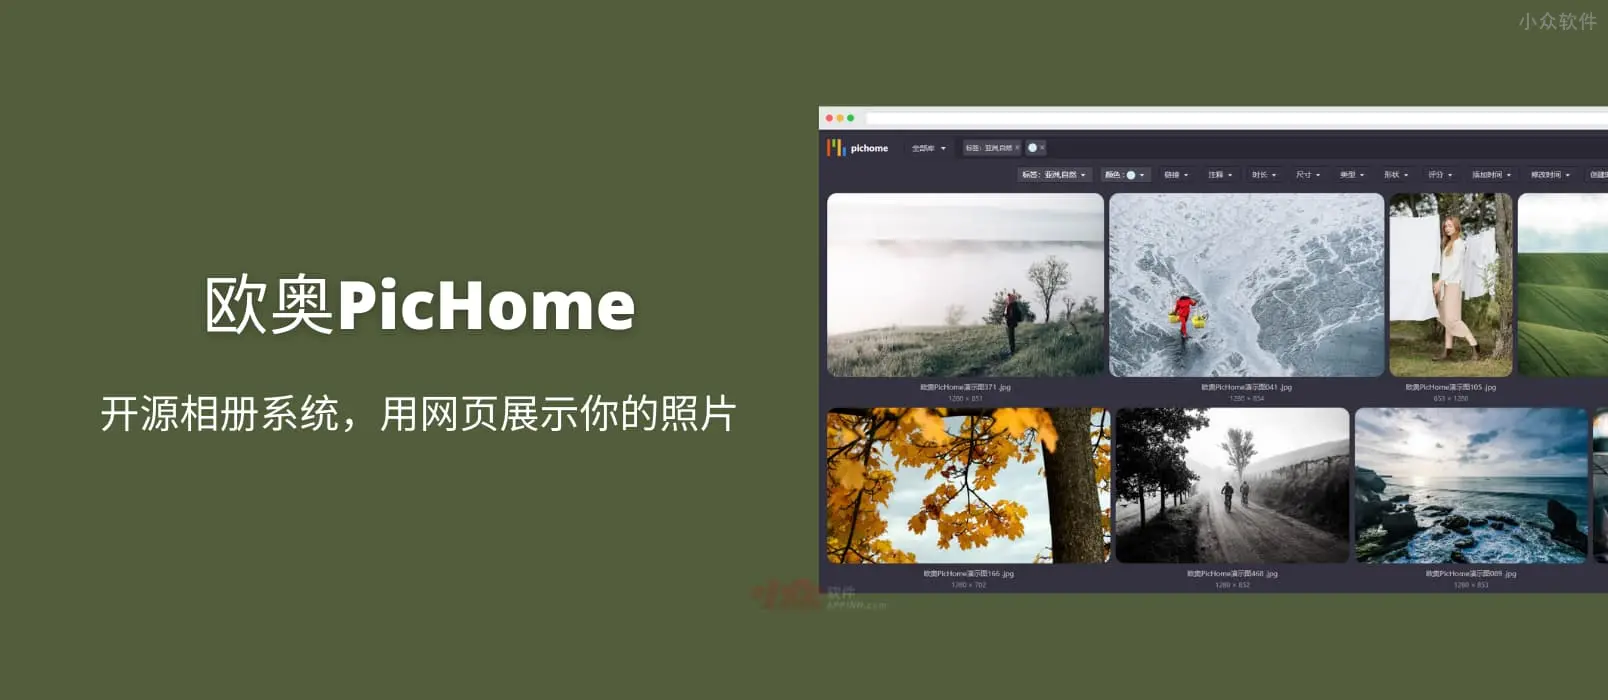 小众软件
欧奥PicHome
开源相册系统，用网页展示你的照片
pichome 全部库 标签：亚洲,自然 ×  ×
标签：亚洲,自然 颜色： 链接 注释 时长 尺寸 类型 形状 评分 添加时间 修改时间
欧奥PicHome演示图371 .jpg 欧奥PicHome演示图041 .jpg 欧奥PicHome演示图105 .jpg
1280 × 851 1280 × 854 853 × 1280
欧奥PicHome演示图166 .jpg 欧奥PicHome演示图468 .jpg 欧奥PicHome演示图089 .jpg
1280 × 702 1280 × 852 1280 × 853
小众 软件
APPINN.com